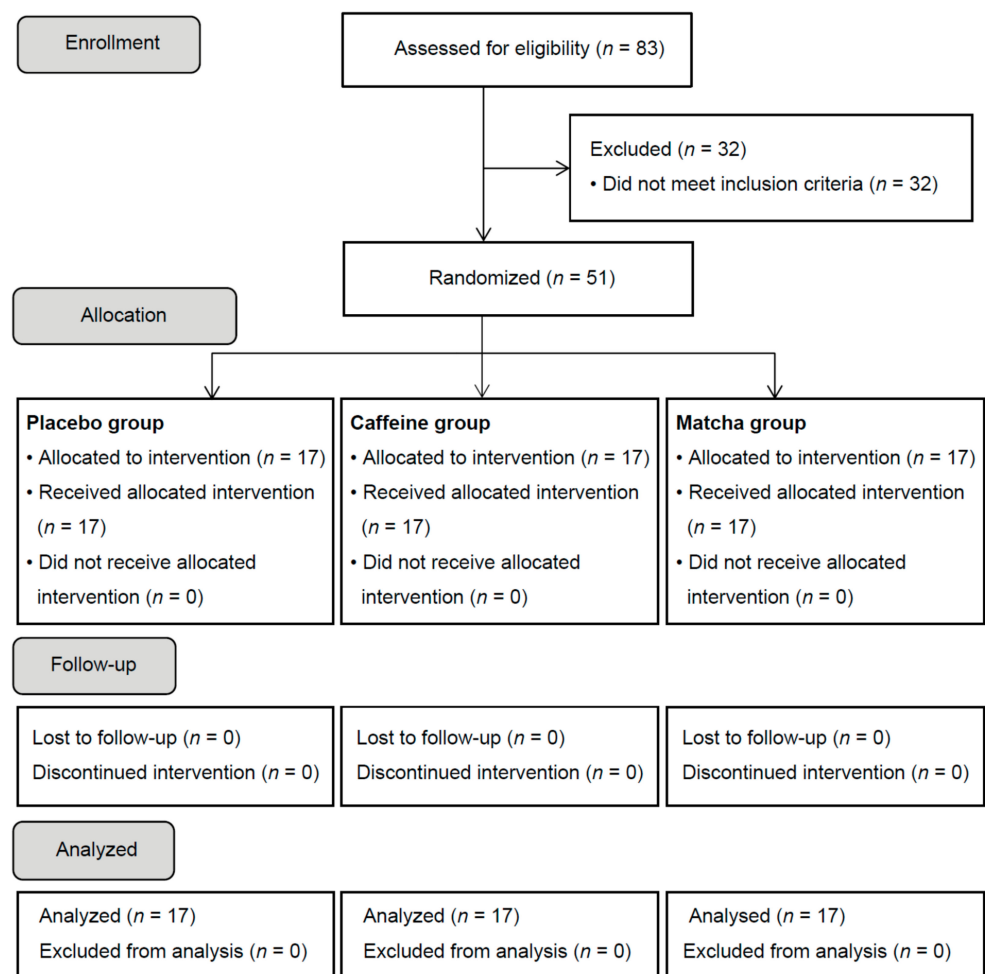 Enrollment
Assessed for eligibility (n = 83)
Excluded (n = 32)
• Did not meet inclusion criteria (n = 32)
Randomized (n = 51)
Allocation
Placebo group
• Allocated to intervention (n = 17)
• Received allocated intervention
(n = 17)
• Did not receive allocated
intervention (n = 0)
Caffeine group
• Allocated to intervention (n = 17)
• Received allocated intervention
(n = 17)
• Did not receive allocated
intervention (n = 0)
Matcha group
• Allocated to intervention (n = 17)
• Received allocated intervention
(n = 17)
• Did not receive allocated
intervention (n = 0)
Follow-up
Lost to follow-up (n = 0)
Discontinued intervention (n = 0)
Lost to follow-up (n = 0)
Discontinued intervention (n = 0)
Lost to follow-up (n = 0)
Discontinued intervention (n = 0)
Analyzed
Analyzed (n = 17)
Excluded from analysis (n = 0)
Analyzed (n = 17)
Excluded from analysis (n = 0)
Analysed (n = 17)
Excluded from analysis (n = 0)